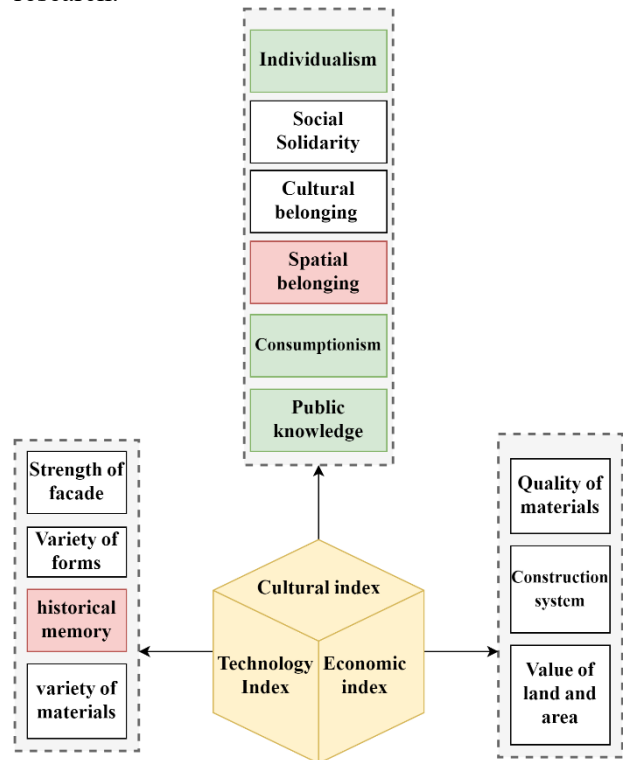 Individualism
Social
Solidarity
Cultural
belonging
Spatial
belonging
Consumptionism
Public
knowledge
Strength of
facade
Variety of
forms
historical
memory
variety of
materials
Cultural index
Technology
Index
Economic
index
Quality of
materials
Construction
system
Value of
land and
area